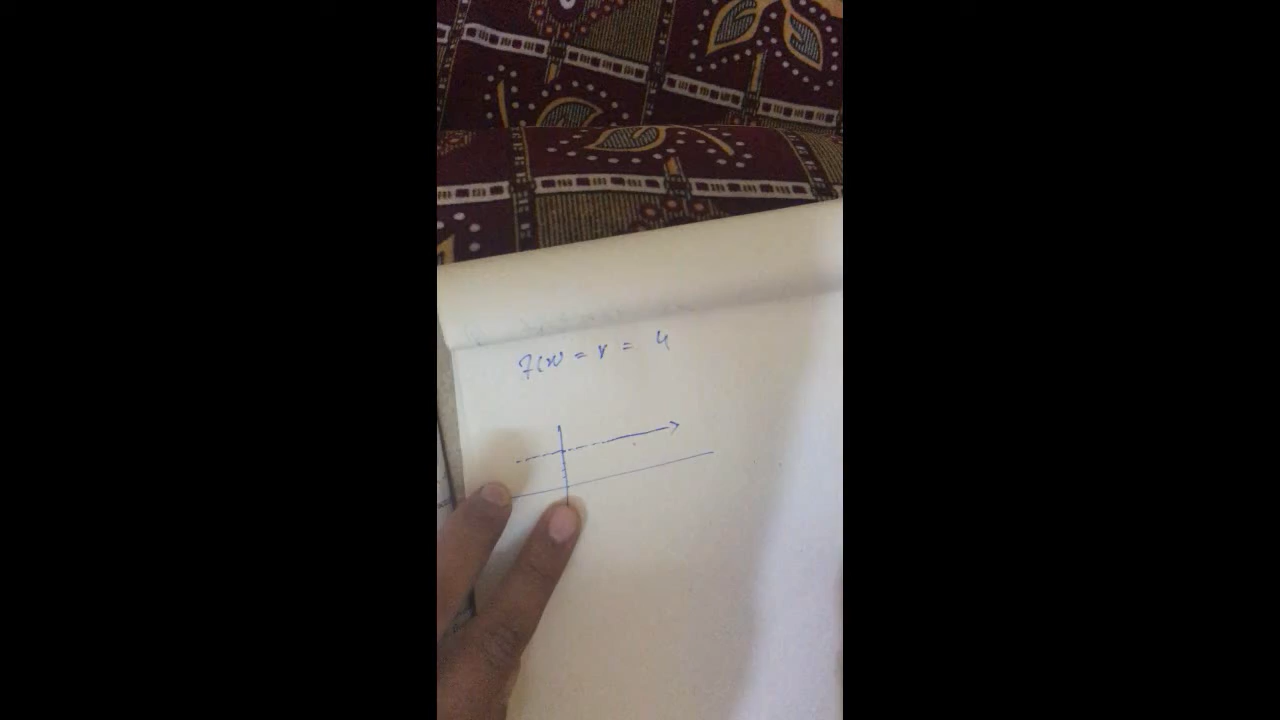 f(x) = y = 4